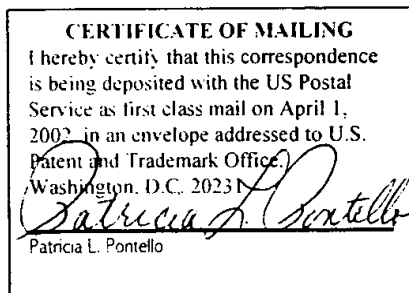 CERTIFICATE OF MAILING
I hereby certify that this correspondence
is being deposited with the US Postal
Service as first class mail on April 1,
2002, in an envelope addressed to U.S.
Patent and Trademark Office,
Washington, D.C. 20231
Patricia L. Pontello
Patricia L. Pontello